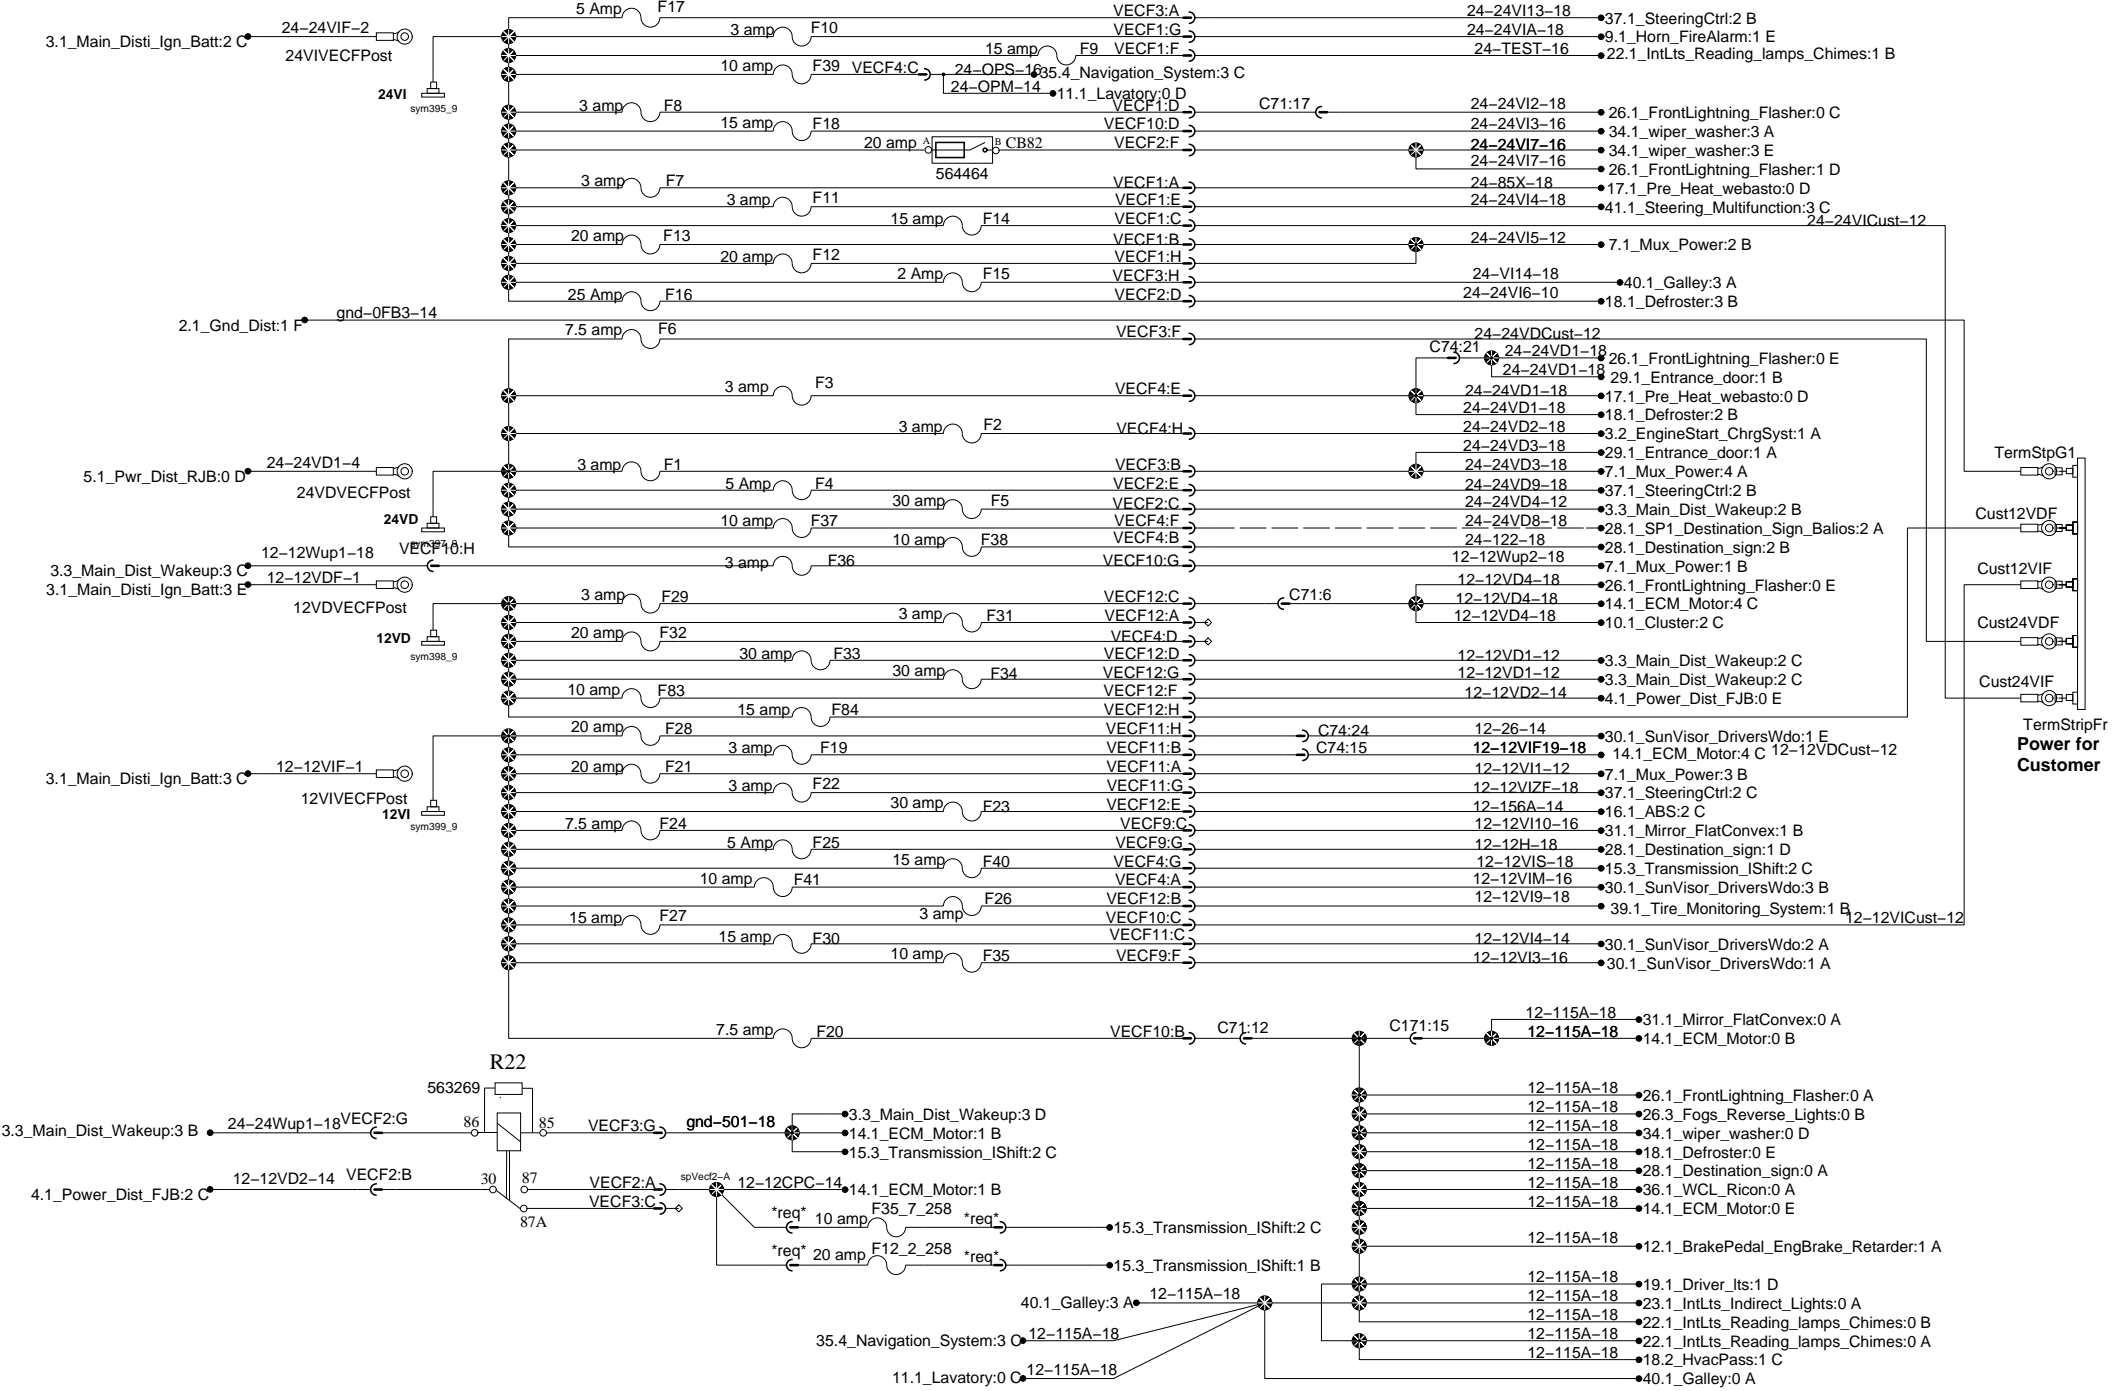 5 Amp F17 VECF3:A 24–24VI13–18 37.1_SteeringCtrl:2 B
3.1_Main_Disti_Ign_Batt:2 C 24–24VIF–2 24VIVECFPost 3 amp F10 VECF1:G 24–24VIA–18 9.1_Horn_FireAlarm:1 E
15 amp F9 VECF1:F 24–TEST–16 22.1_IntLts_Reading_lamps_Chimes:1 B
10 amp F39 VECF4:C 24–OPS–16 35.4_Navigation_System:3 C
24VI sym395_9 24–OPM–14 11.1_Lavatory:0 D
3 amp F8 VECF1:D C71:17 24–24VI2–18 26.1_FrontLightning_Flasher:0 C
15 amp F18 VECF10:D 24–24VI3–16 34.1_wiper_washer:3 A
20 amp A B CB82 564464 VECF2:F 24–24VI7–16 34.1_wiper_washer:3 E
24–24VI7–16 26.1_FrontLightning_Flasher:1 D
3 amp F7 VECF1:A 24–85X–18 17.1_Pre_Heat_webasto:0 D
3 amp F11 VECF1:E 24–24VI4–18 41.1_Steering_Multifunction:3 C
15 amp F14 VECF1:C 24–24VICust–12
20 amp F13 VECF1:B 24–24VI5–12 7.1_Mux_Power:2 B
20 amp F12 VECF1:H
2 Amp F15 VECF3:H 24–VI14–18 40.1_Galley:3 A
25 Amp F16 VECF2:D 24–24VI6–10 18.1_Defroster:3 B
2.1_Gnd_Dist:1 F gnd–0FB3–14
7.5 amp F6 VECF3:F 24–24VDCust–12
C74:21 24–24VD1–18 26.1_FrontLightning_Flasher:0 E
24–24VD1–18 29.1_Entrance_door:1 B
3 amp F3 VECF4:E 24–24VD1–18 17.1_Pre_Heat_webasto:0 D
24–24VD1–18 18.1_Defroster:2 B
3 amp F2 VECF4:H 24–24VD2–18 3.2_EngineStart_ChrgSyst:1 A
24–24VD3–18 29.1_Entrance_door:1 A
TermStpG1
5.1_Pwr_Dist_RJB:0 D 24–24VD1–4 24VDVECFPost 3 amp F1 VECF3:B 24–24VD3–18 7.1_Mux_Power:4 A
5 Amp F4 VECF2:E 24–24VD9–18 37.1_SteeringCtrl:2 B
30 amp F5 VECF2:C 24–24VD4–12 3.3_Main_Dist_Wakeup:2 B
Cust12VDF
24VD 10 amp F37 VECF4:F 24–24VD8–18 28.1_SP1_Destination_Sign_Balios:2 A
10 amp F38 VECF4:B 24–122–18 28.1_Destination_sign:2 B
3.3_Main_Dist_Wakeup:3 C 12–12Wup1–18 VECF10:H 3 amp F36 VECF10:G 12–12Wup2–18 7.1_Mux_Power:1 B
Cust12VIF
3.1_Main_Disti_Ign_Batt:3 E 12–12VDF–1 12VDVECFPost 12–12VD4–18 26.1_FrontLightning_Flasher:0 E
3 amp F29 VECF12:C C71:6 12–12VD4–18 14.1_ECM_Motor:4 C
3 amp F31 VECF12:A 12–12VD4–18 10.1_Cluster:2 C
Cust24VDF
12VD sym398_9 20 amp F32 VECF4:D
30 amp F33 VECF12:D 12–12VD1–12 3.3_Main_Dist_Wakeup:2 C
30 amp F34 VECF12:G 12–12VD1–12 3.3_Main_Dist_Wakeup:2 C
Cust24VIF
10 amp F83 VECF12:F 12–12VD2–14 4.1_Power_Dist_FJB:0 E
15 amp F84 VECF12:H
TermStripFr
Power for
Customer
20 amp F28 VECF11:H C74:24 12–26–14 30.1_SunVisor_DriversWdo:1 E
3 amp F19 VECF11:B C74:15 12–12VIF19–18 14.1_ECM_Motor:4 C 12–12VDCust–12
3.1_Main_Disti_Ign_Batt:3 C 12–12VIF–1 12VIVECFPost 20 amp F21 VECF11:A 12–12VI1–12 7.1_Mux_Power:3 B
3 amp F22 VECF11:G 12–12VIZF–18 37.1_SteeringCtrl:2 C
12VI sym399_9 30 amp F23 VECF12:E 12–156A–14 16.1_ABS:2 C
7.5 amp F24 VECF9:C 12–12VI10–16 31.1_Mirror_FlatConvex:1 B
5 Amp F25 VECF9:G 12–12H–18 28.1_Destination_sign:1 D
15 amp F40 VECF4:G 12–12VIS–18 15.3_Transmission_IShift:2 C
10 amp F41 VECF4:A 12–12VIM–16 30.1_SunVisor_DriversWdo:3 B
3 amp F26 VECF12:B 12–12VI9–18 39.1_Tire_Monitoring_System:1 B
15 amp F27 VECF10:C 12–12VICust–12
15 amp F30 VECF11:C 12–12VI4–14 30.1_SunVisor_DriversWdo:2 A
10 amp F35 VECF9:F 12–12VI3–16 30.1_SunVisor_DriversWdo:1 A
12–115A–18 31.1_Mirror_FlatConvex:0 A
7.5 amp F20 VECF10:B C71:12 C171:15 12–115A–18 14.1_ECM_Motor:0 B
R22
563269
12–115A–18 26.1_FrontLightning_Flasher:0 A
3.3_Main_Dist_Wakeup:3 D 12–115A–18 26.3_Fogs_Reverse_Lights:0 B
3.3_Main_Dist_Wakeup:3 B 24–24Wup1–18 VECF2:G 86 85 VECF3:G gnd–501–18 14.1_ECM_Motor:1 B 12–115A–18 34.1_wiper_washer:0 D
15.3_Transmission_IShift:2 C 12–115A–18 18.1_Defroster:0 E
12–115A–18 28.1_Destination_sign:0 A
4.1_Power_Dist_FJB:2 C 12–12VD2–14 VECF2:B 30 87 VECF2:A spVecf2–A 12–12CPC–14 14.1_ECM_Motor:1 B 12–115A–18 36.1_WCL_Ricon:0 A
87A VECF3:C 12–115A–18 14.1_ECM_Motor:0 E
*req* 10 amp F35_7_258 *req* 15.3_Transmission_IShift:2 C
12–115A–18 12.1_BrakePedal_EngBrake_Retarder:1 A
*req* 20 amp F12_2_258 *req* 15.3_Transmission_IShift:1 B
12–115A–18 19.1_Driver_lts:1 D
40.1_Galley:3 A 12–115A–18 12–115A–18 23.1_IntLts_Indirect_Lights:0 A
12–115A–18 22.1_IntLts_Reading_lamps_Chimes:0 B
35.4_Navigation_System:3 C 12–115A–18 12–115A–18 22.1_IntLts_Reading_lamps_Chimes:0 A
12–115A–18 18.2_HvacPass:1 C
11.1_Lavatory:0 C 12–115A–18 40.1_Galley:0 A